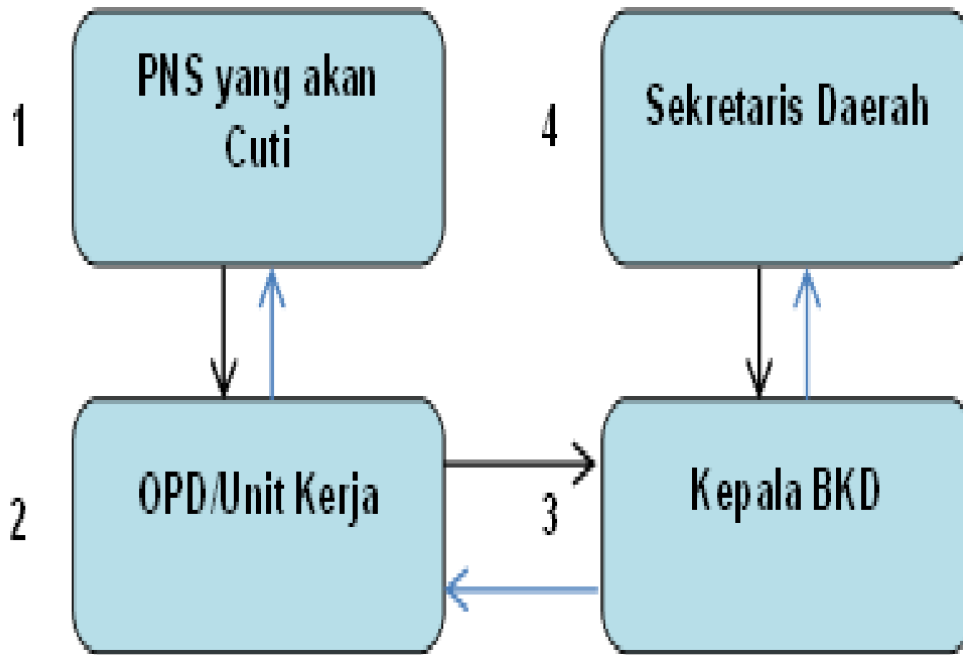 1
PNS yang akan
Cuti
4
Sekretaris Daerah
2
OPD/Unit Kerja
3
Kepala BKD